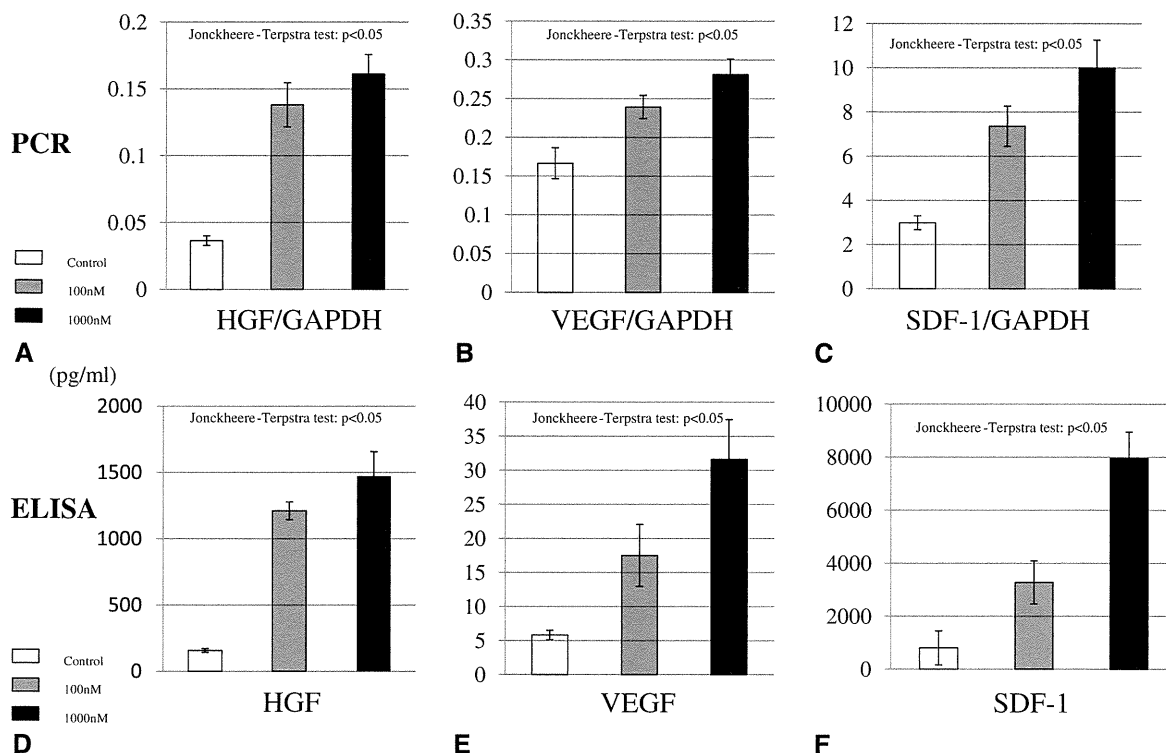 PCR
0.2
0.15
0.1
0.05
0
Jonckheere-Terpstra test: p<0.05
HGF/GAPDH
Control
100nM
1000nM
A
0.35
0.3
0.25
0.2
0.15
0.1
0.05
0
Jonckheere-Terpstra test: p<0.05
VEGF/GAPDH
B
12
10
8
6
4
2
0
Jonckheere-Terpstra test: p<0.05
SDF-1/GAPDH
C
ELISA
(pg/ml)
2000
1500
1000
500
0
Jonckheere-Terpstra test: p<0.05
HGF
Control
100nM
1000nM
D
40
35
30
25
20
15
10
5
0
Jonckheere-Terpstra test: p<0.05
VEGF
E
10000
8000
6000
4000
2000
0
Jonckheere-Terpstra test: p<0.05
SDF-1
F